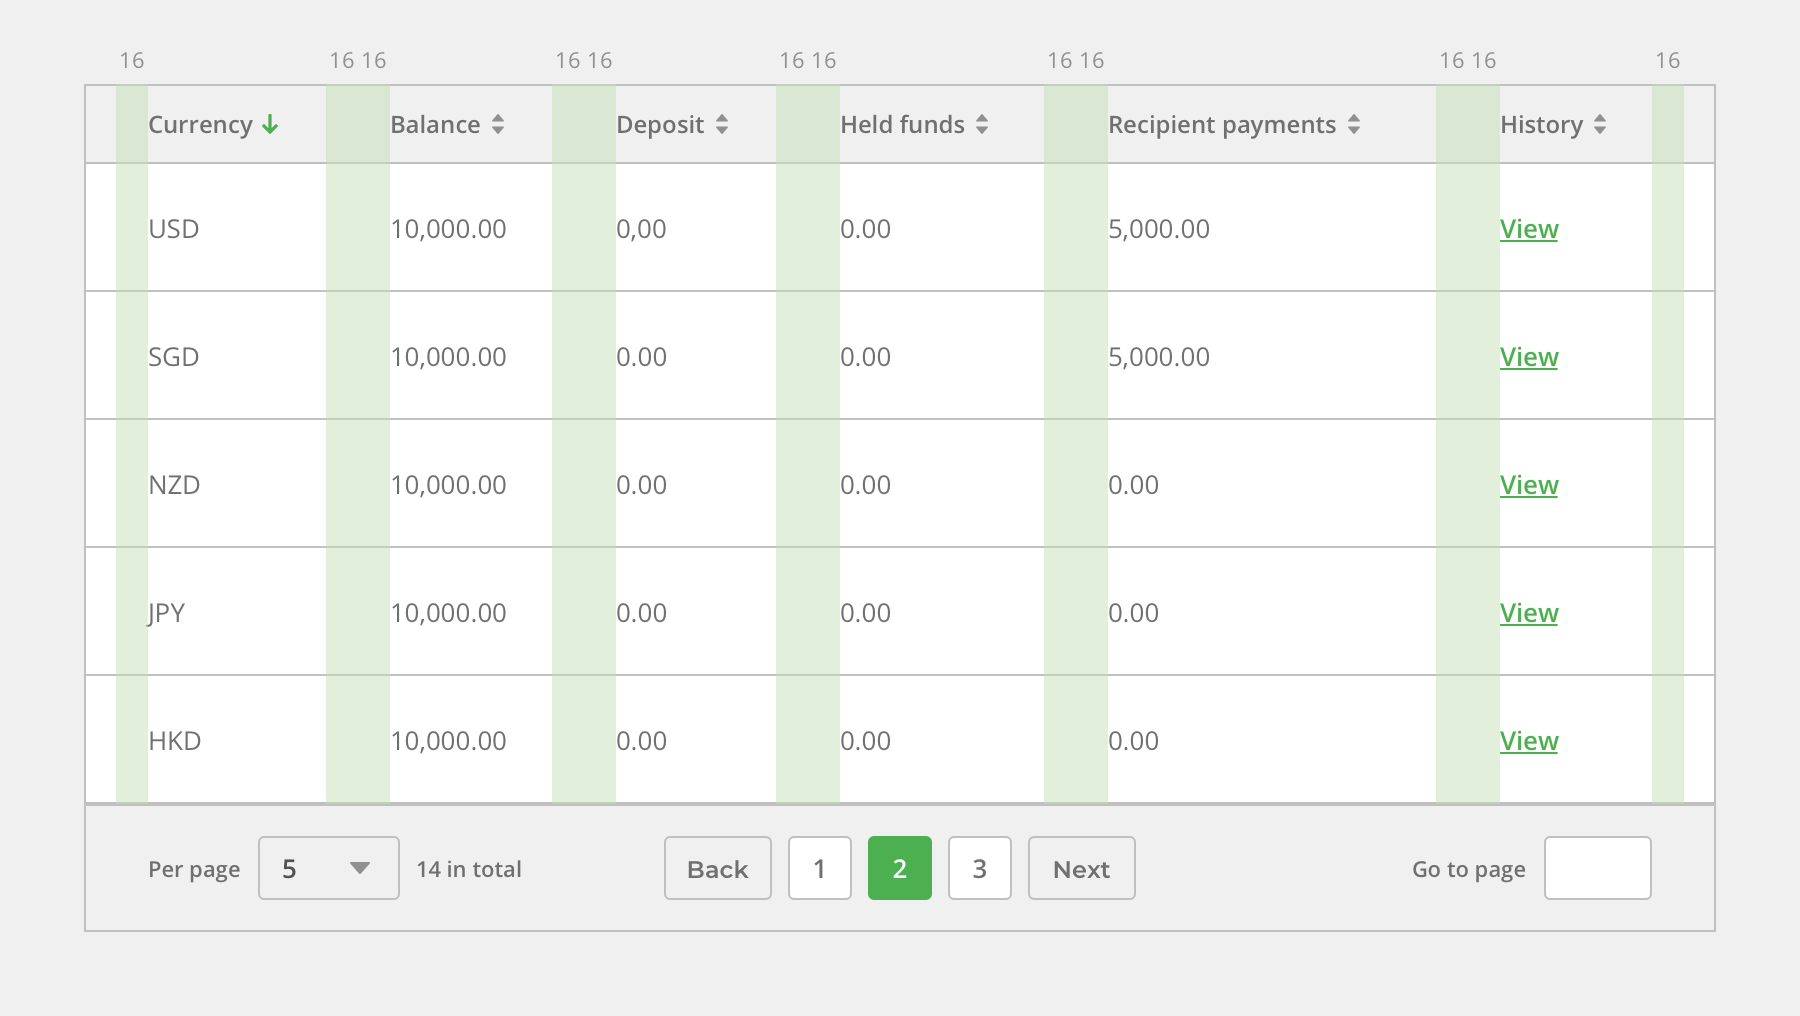 16 16 16 16 16 16 16 16 16 16 16 16
Currency Balance Deposit Held funds Recipient payments History
USD 10,000.00 0,00 0.00 5,000.00 View
SGD 10,000.00 0.00 0.00 5,000.00 View
NZD 10,000.00 0.00 0.00 0.00 View
JPY 10,000.00 0.00 0.00 0.00 View
HKD 10,000.00 0.00 0.00 0.00 View
Per page 5 14 in total Back 1 2 3 Next Go to page